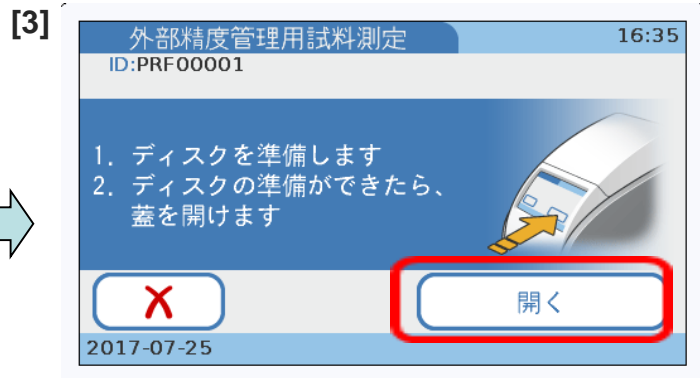 [3]
外部精度管理用試料測定
16:35
ID:PRF00001
1. ディスクを準備します
2. ディスクの準備ができたら、
蓋を開けます
X
開く
2017-07-25